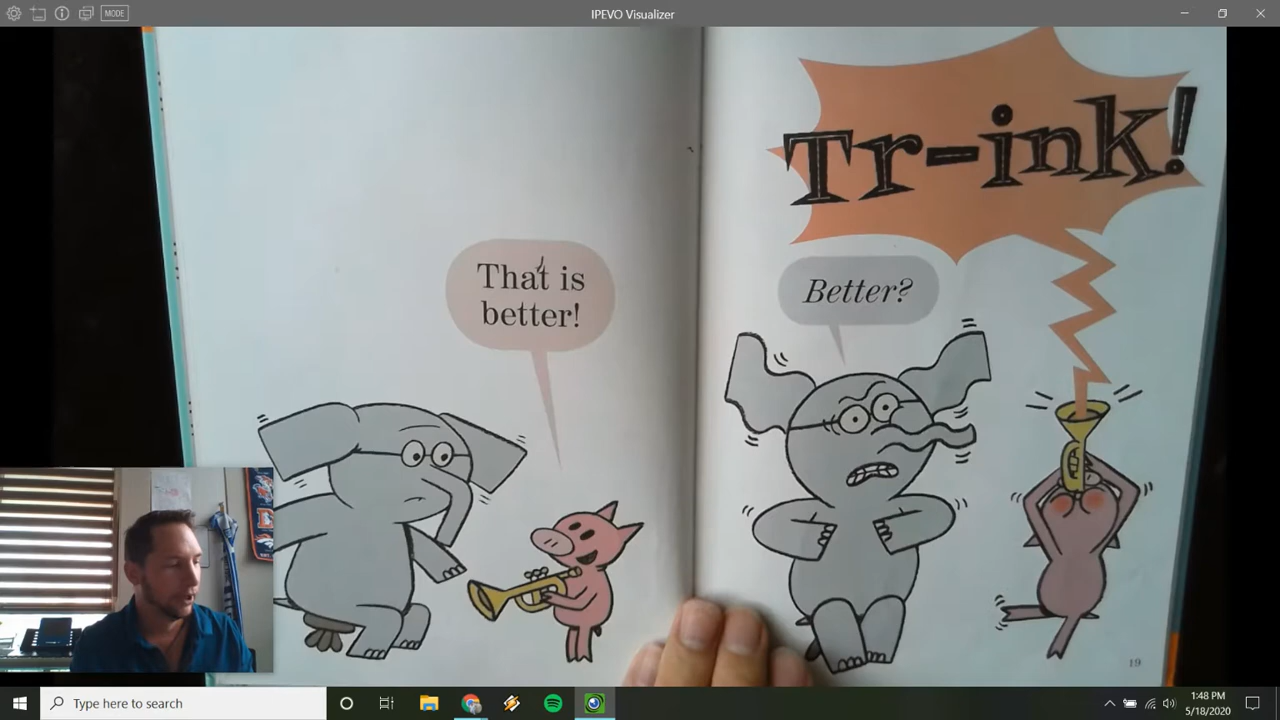 IPEVO Visualizer
MODE
That is
better!
Tr-ink!
Better?
19
Type here to search
1:48 PM
5/18/2020